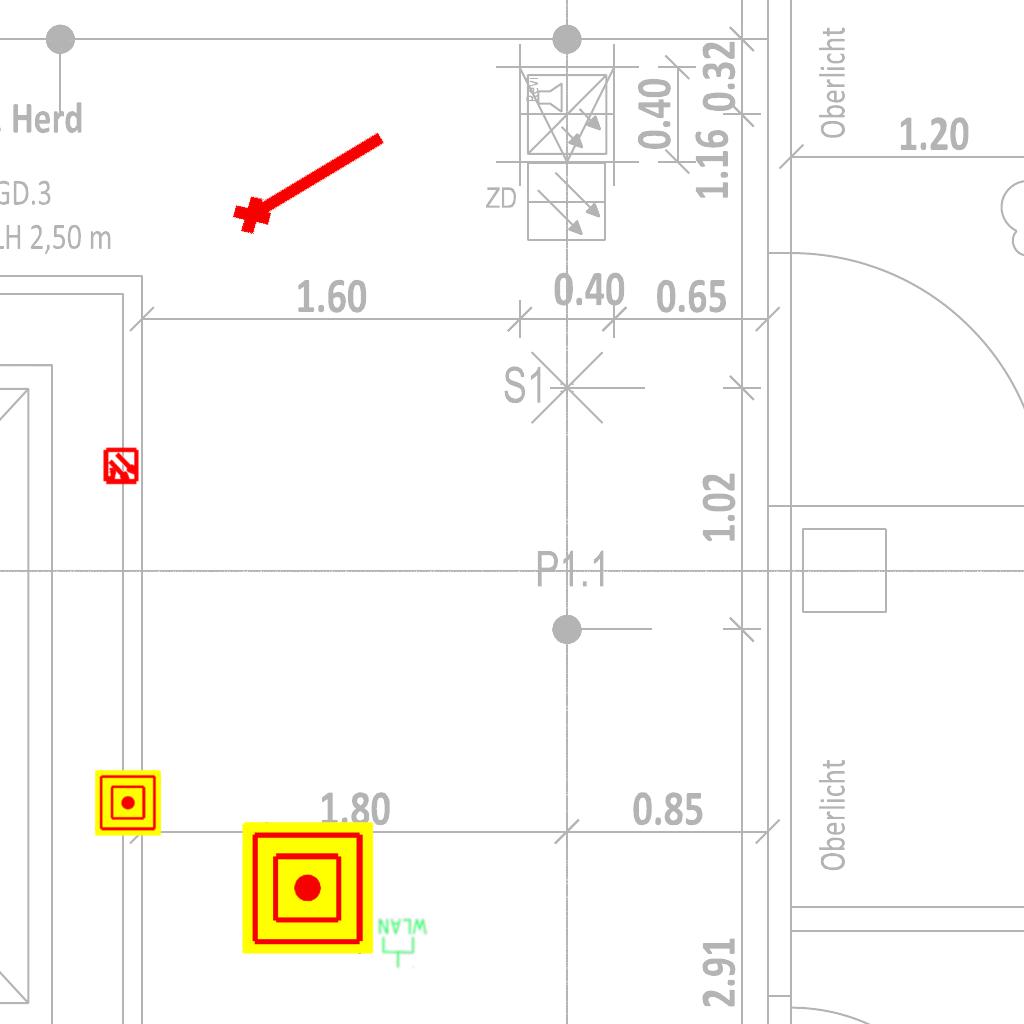 Oberlicht
0.32
0.40
. Herd
1.20
1.16
GD.3
ZD
LH 2,50 m
1.60
0.40
0.65
S1
1.02
P1.1
1.80
0.85
Oberlicht
WLAN
2.91